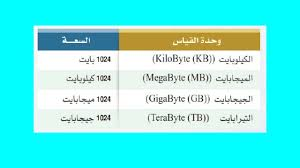 وحدة القياس السعة
الكيلوبايت (KiloByte (KB)) 1024 بايت
الميجابايت (MegaByte (MB)) 1024 كيلوبايت
الجيجابايت (GigaByte (GB)) 1024 ميجابايت
التيرابايت (TeraByte (TB)) 1024 جيجابايت